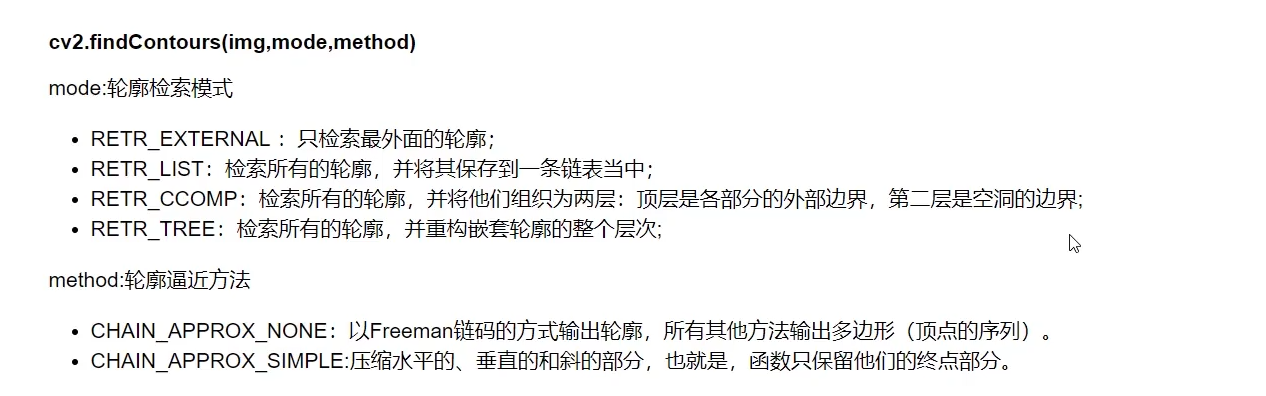 cv2.findContours(img,mode,method)
mode:轮廓检索模式
• RETR_EXTERNAL ：只检索最外面的轮廓；
• RETR_LIST：检索所有的轮廓，并将其保存到一条链表当中；
• RETR_CCOMP：检索所有的轮廓，并将他们组织为两层：顶层是各部分的外部边界，第二层是空洞的边界;
• RETR_TREE：检索所有的轮廓，并重构嵌套轮廓的整个层次;
method:轮廓逼近方法
• CHAIN_APPROX_NONE：以Freeman链码的方式输出轮廓，所有其他方法输出多边形（顶点的序列）。
• CHAIN_APPROX_SIMPLE:压缩水平的、垂直的和斜的部分，也就是，函数只保留他们的终点部分。